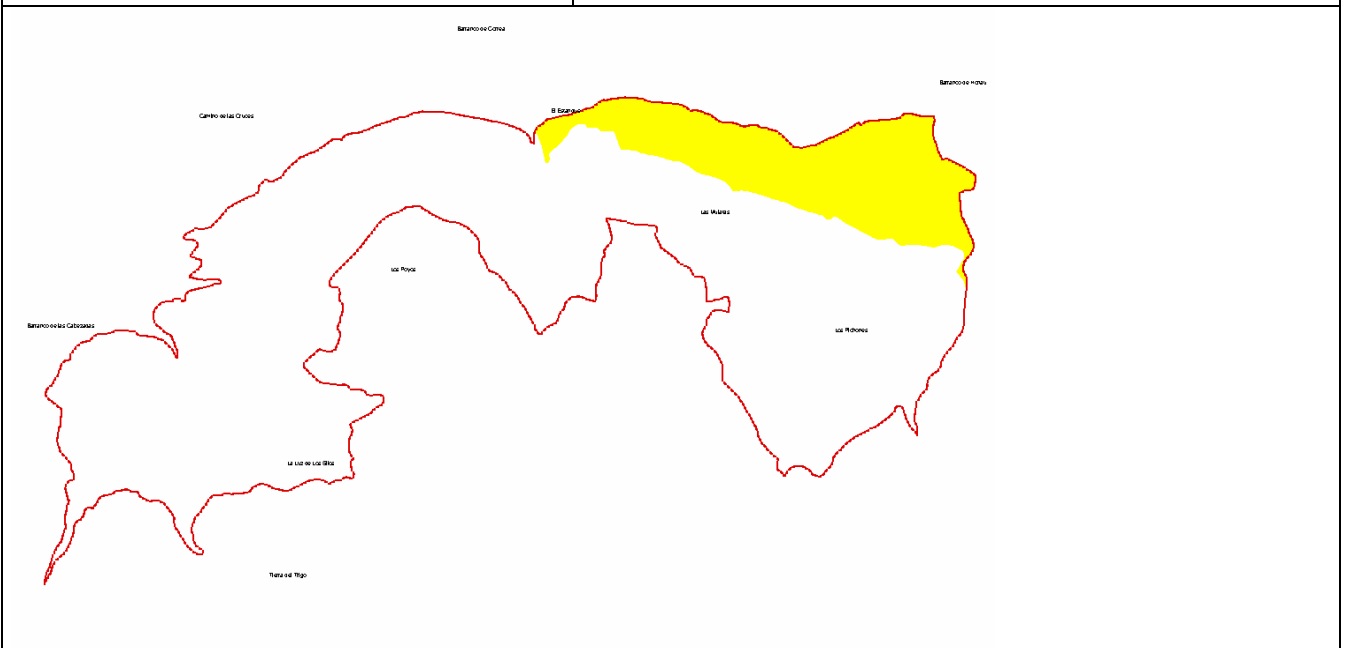 Barranco de Correa
Barranco de
Camino de las Cruces
El Estanque
Las Mulatas
Los Poyos
Barranco de las Cabezadas
Los Pichones
La Luz de Los Silos
Tierra del Trigo